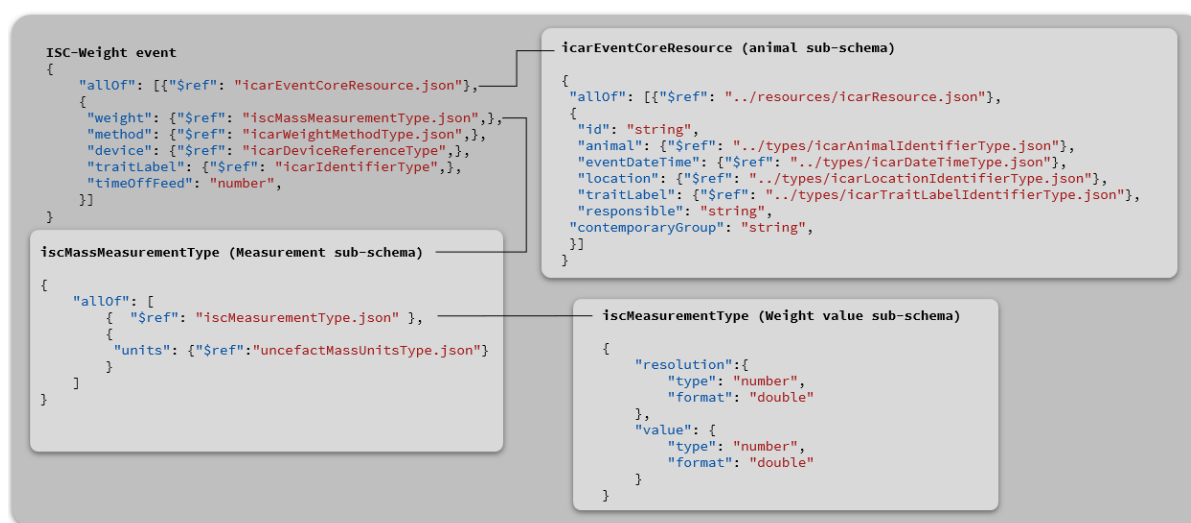 ISC-Weight event
{
"allOf": [{"$ref": "icarEventCoreResource.json"},
{
"weight": {"$ref": "iscMassMeasurementType.json",},
"method": {"$ref": "icarWeightMethodType.json",},
"device": {"$ref": "icarDeviceReferenceType",},
"traitLabel": {"$ref": "icarIdentifierType",},
"timeOffFeed": "number",
}]
}
icarEventCoreResource (animal sub-schema)
{
"allOf": [{"$ref": "../resources/icarResource.json"},
{
"id": "string",
"animal": {"$ref": "../types/icarAnimalIdentifierType.json"},
"eventDateTime": {"$ref": "../types/icarDateTimeType.json"},
"location": {"$ref": "../types/icarLocationIdentifierType.json"},
"traitLabel": {"$ref": "../types/icarTraitLabelIdentifierType.json"},
"responsible": "string",
"contemporaryGroup": "string",
}]
}
iscMassMeasurementType (Measurement sub-schema)
{
"allOf": [
{ "$ref": "iscMeasurementType.json" },
{
"units": {"$ref":"uncefactMassUnitsType.json"}
}
]
}
iscMeasurementType (Weight value sub-schema)
{
"resolution":{
"type": "number",
"format": "double"
},
"value": {
"type": "number",
"format": "double"
}
}